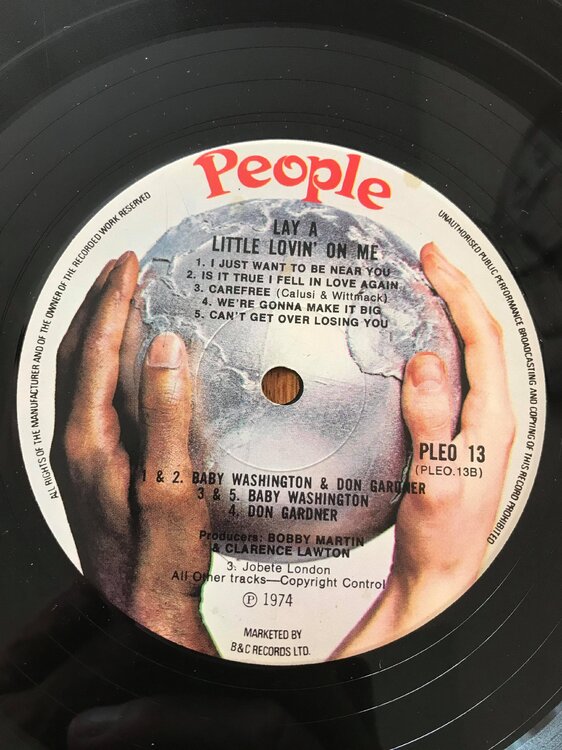 People
LAY A
LITTLE LOVIN' ON ME
1. I JUST WANT TO BE NEAR YOU
2. IS IT TRUE I FELL IN LOVE AGAIN
3. CAREFREE (Calusi & Wittmack)
4. WE'RE GONNA MAKE IT BIG
5. CAN'T GET OVER LOSING YOU
PLEO 13
(PLEO.13B)
1 & 2. BABY WASHINGTON & DON GARDNER
3 & 5. BABY WASHINGTON
4. DON GARDNER
Producers: BOBBY MARTIN
& CLARENCE LAWTON
3: Jobete London
All Other tracks—Copyright Control
Ⓟ 1974
MARKETED BY
B&C RECORDS LTD.
ALL RIGHTS OF THE MANUFACTURER AND OF THE OWNER OF THE RECORDED WORK RESERVED
UNAUTHORISED PUBLIC PERFORMANCE BROADCASTING AND COPYING OF THIS RECORD PROHIBITED